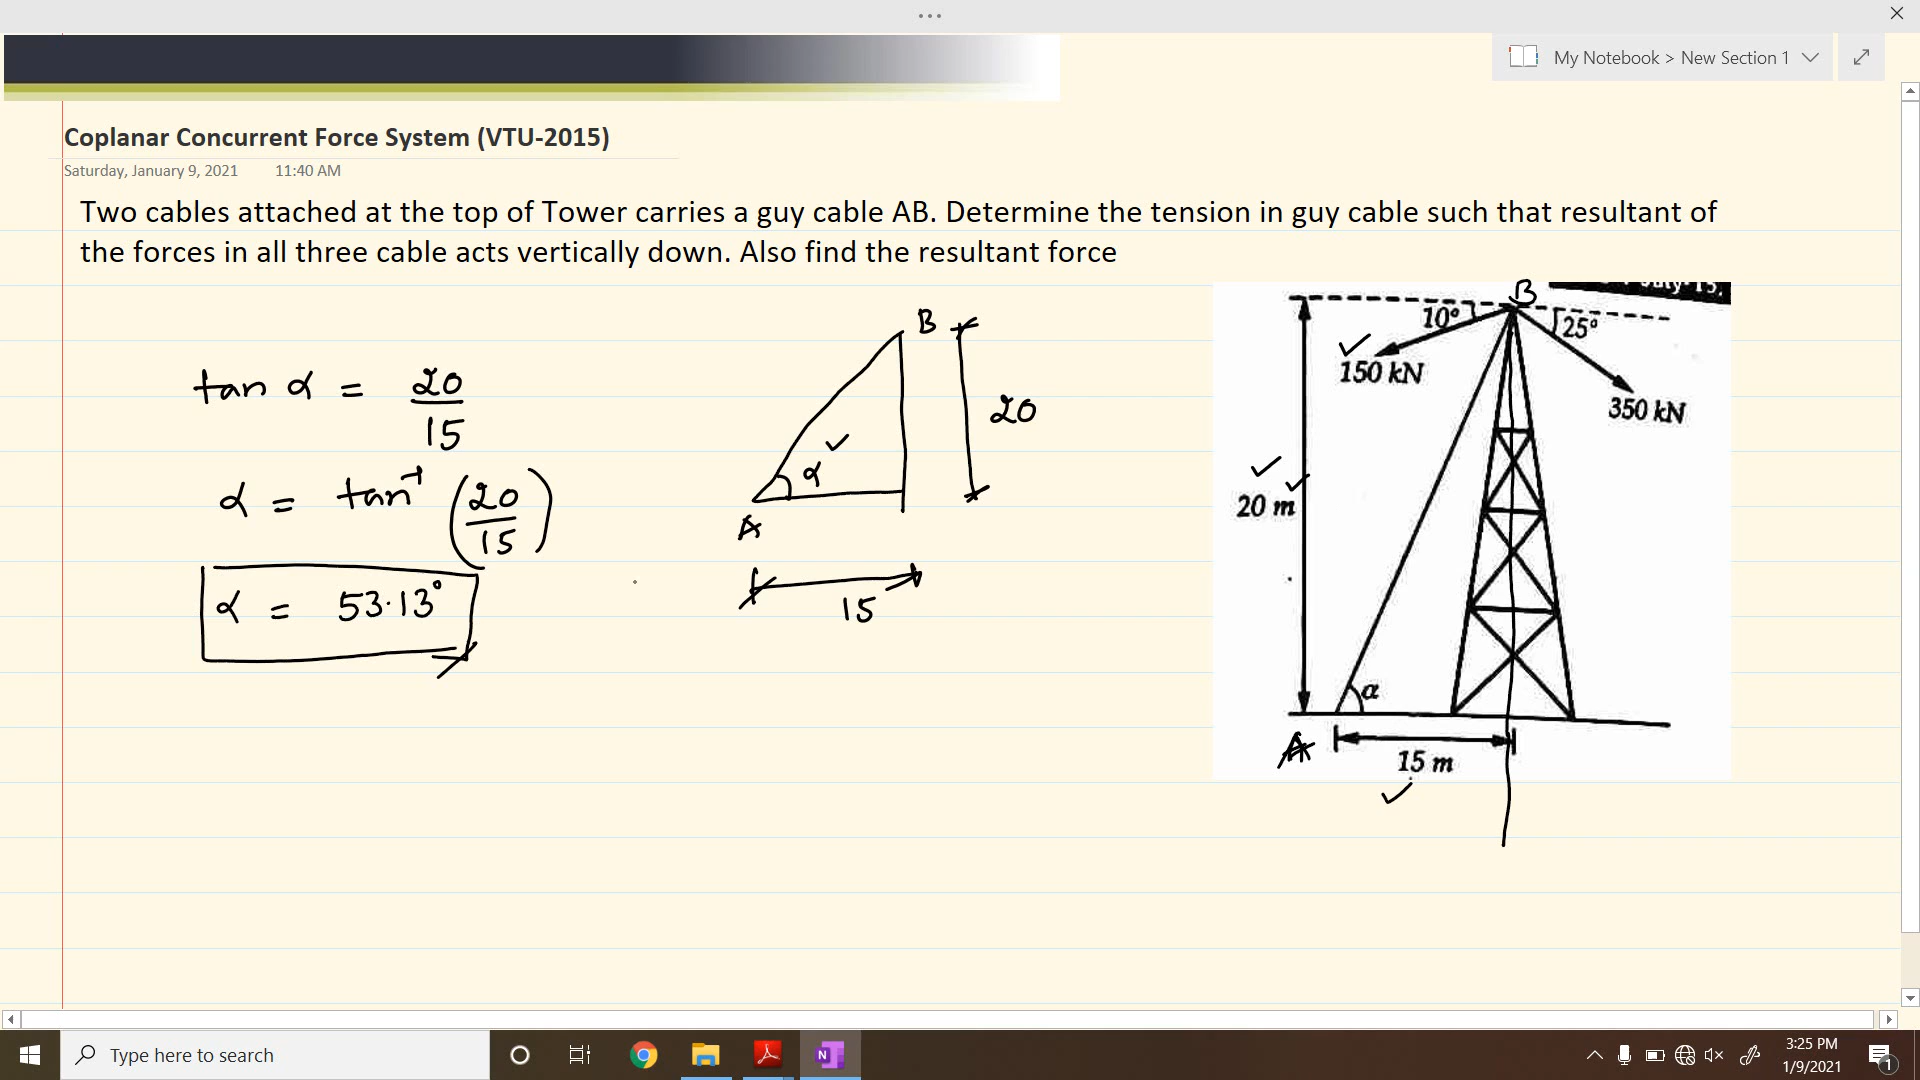 My Notebook > New Section 1
Coplanar Concurrent Force System (VTU-2015)
Saturday, January 9, 2021 11:40 AM
Two cables attached at the top of Tower carries a guy cable AB. Determine the tension in guy cable such that resultant of
the forces in all three cable acts vertically down. Also find the resultant force
tan α = 20/15
α = tan⁻¹ (20/15)
α = 53.13°
B
20
α
A
15
B
10°
25°
150 kN
350 kN
20 m
α
A
15 m
Type here to search
3:25 PM
1/9/2021
1